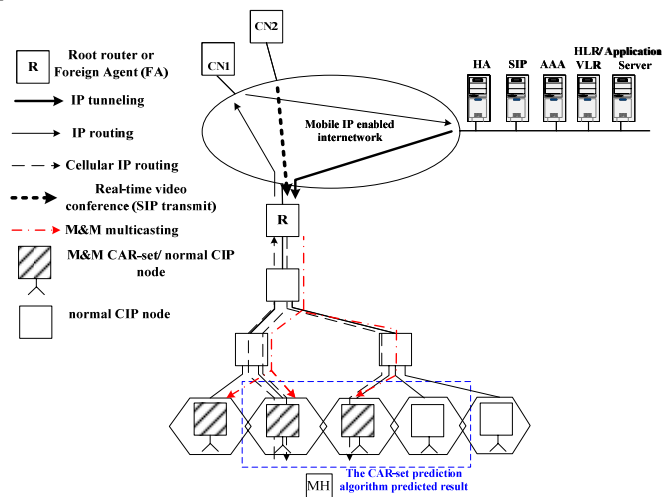 R
Root router or
Foreign Agent (FA)
IP tunneling
IP routing
Cellular IP routing
Real-time video
conference (SIP transmit)
M&M multicasting
M&M CAR-set/ normal CIP
node
normal CIP node
CN2
CN1
Mobile IP enabled
internetwork
HA
SIP
AAA
HLR/
VLR
Application
Server
R
MH
The CAR-set prediction
algorithm predicted result